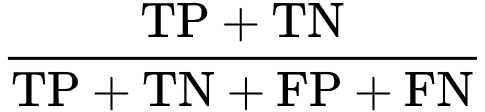 TP + TN
TP + TN + FP + FN